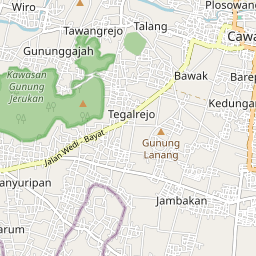 Wiro
Plosowang
Talang
Tawangrejo
Cawa
Gununggajah
Kawasan
Gunung
Jerukan
Bawak
Barep
Kedungan
Tegalrejo
Gunung
Lanang
Jalan Wedi - Bayat
anyuripan
Jambakan
arum